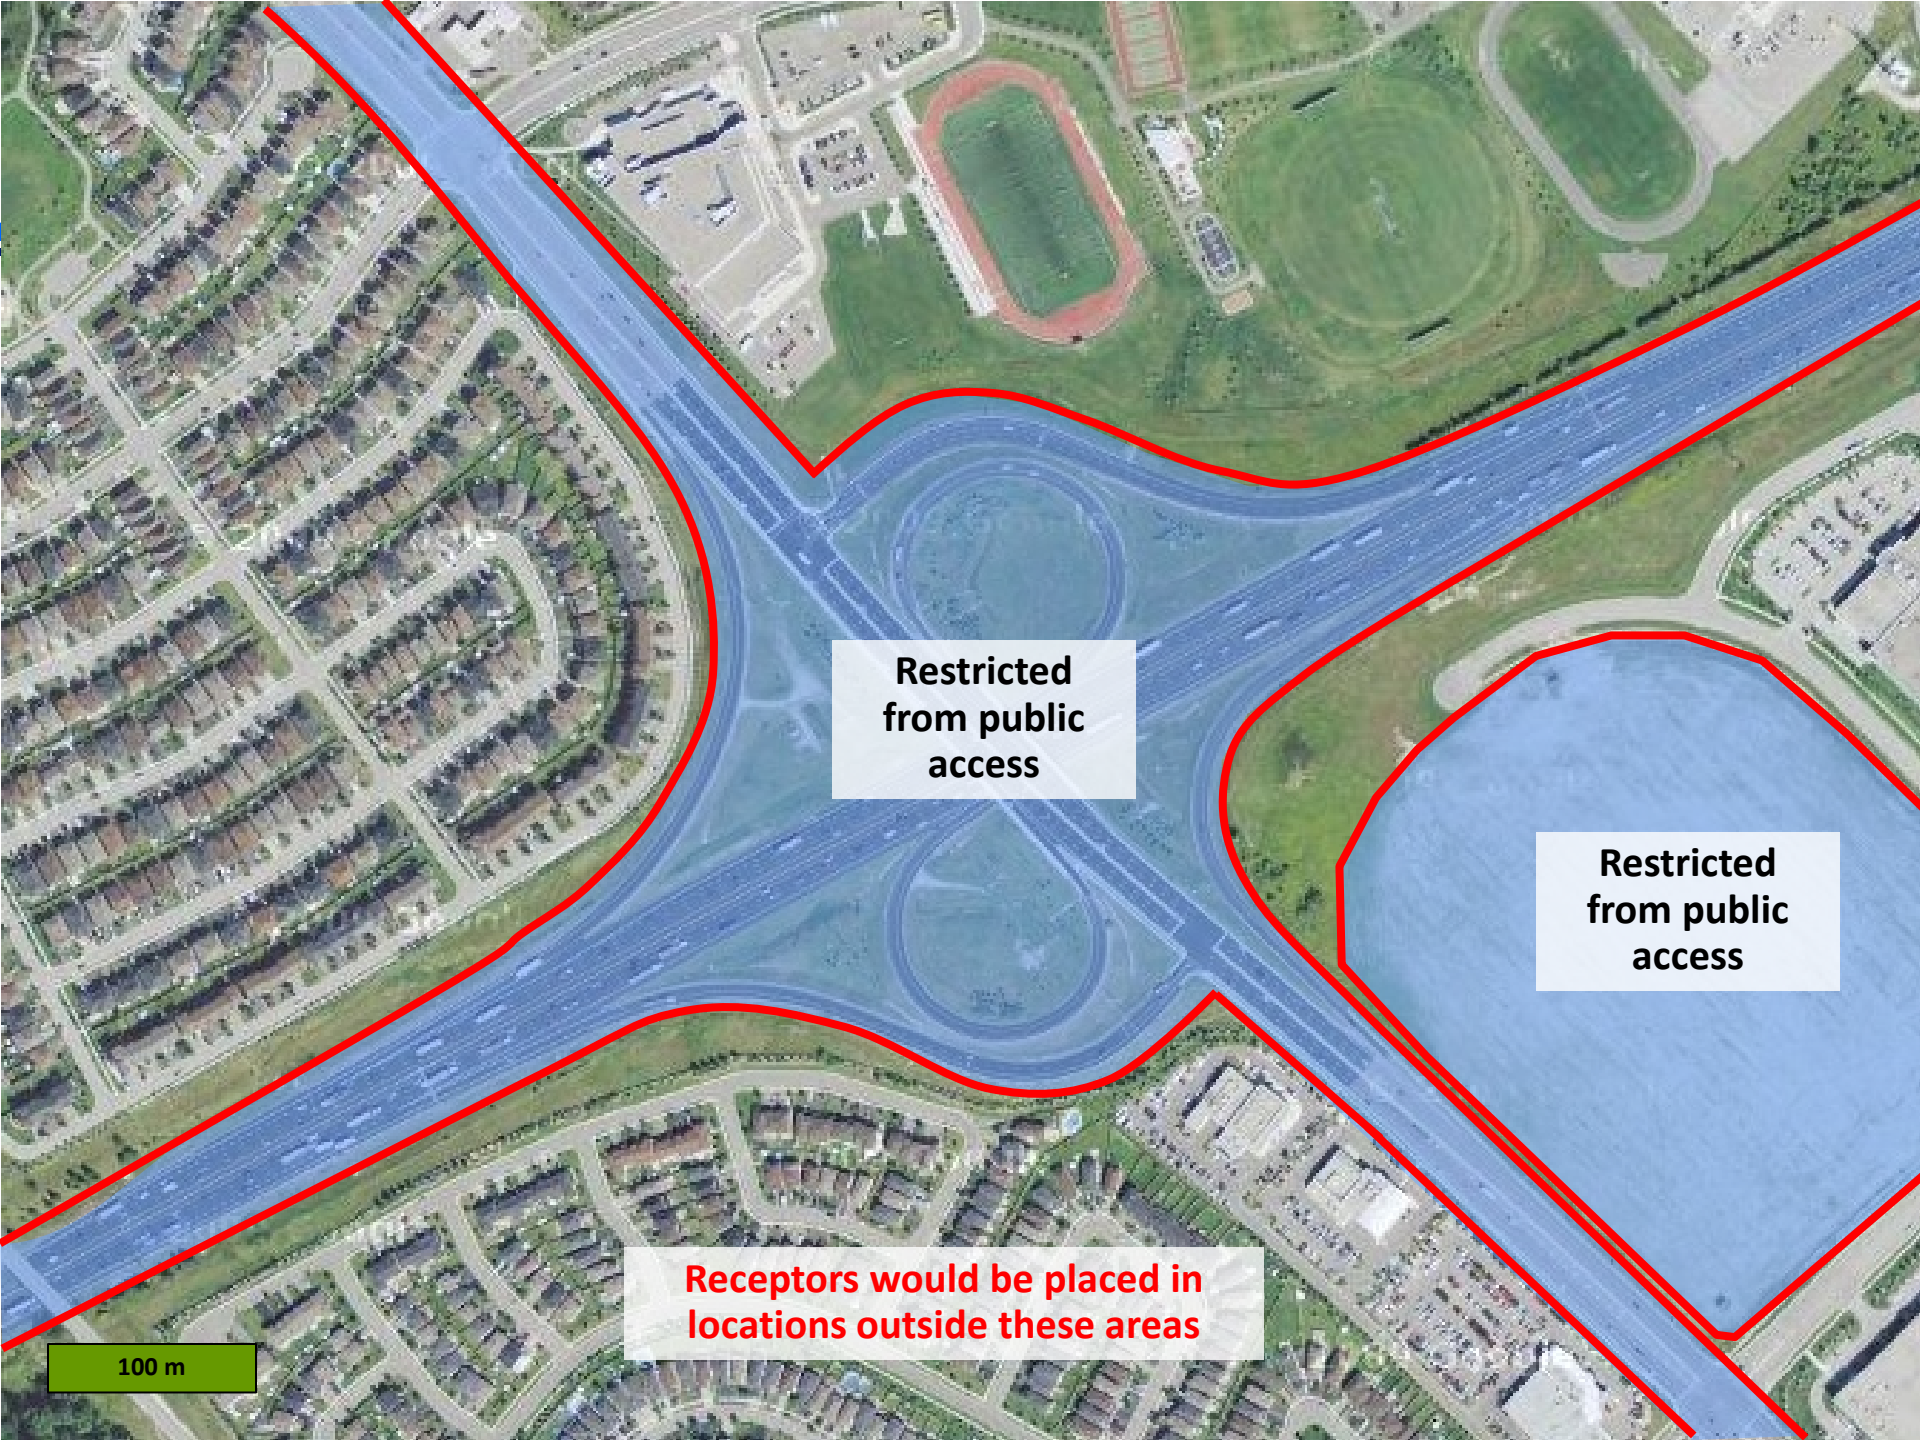 Restricted
from public
access
Restricted
from public
access
Receptors would be placed in
locations outside these areas
100 m